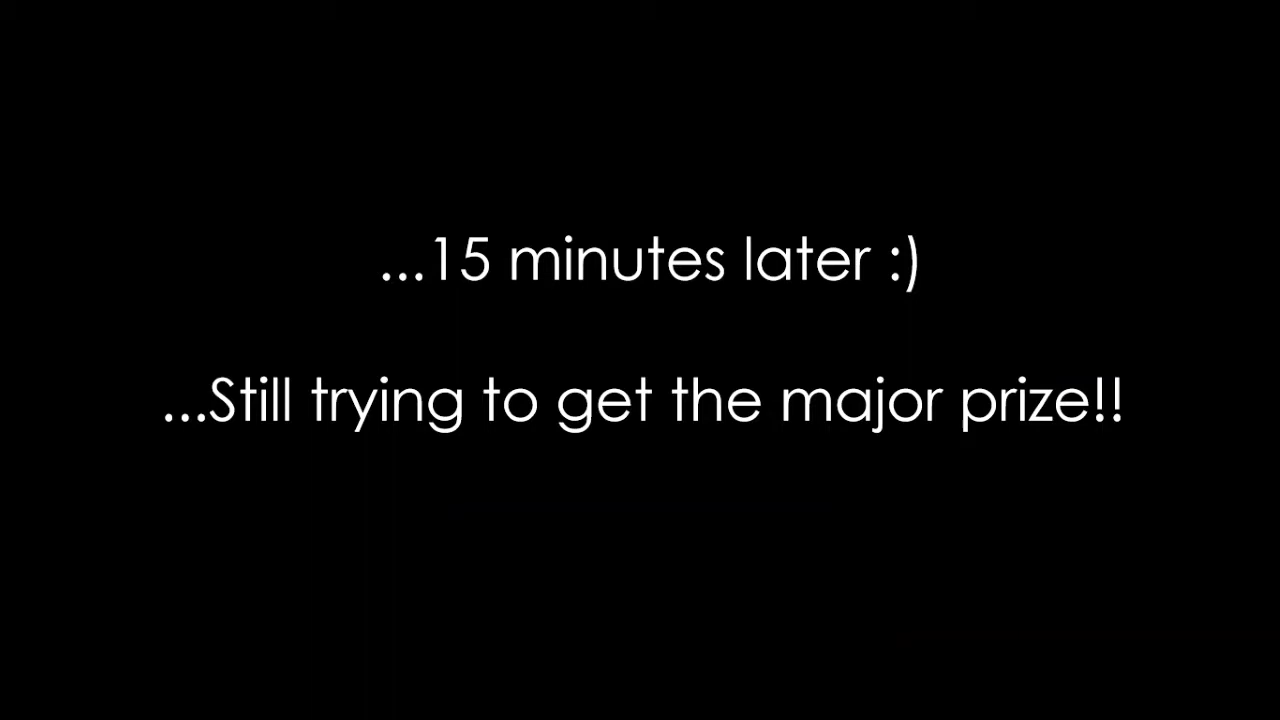 ...15 minutes later :)
...Still trying to get the major prize!!